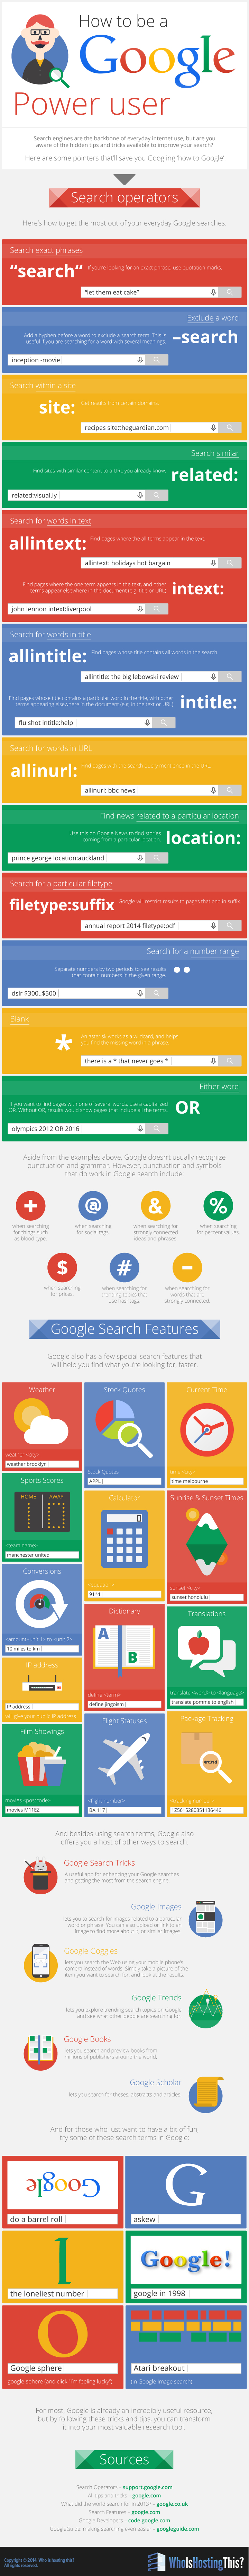 How to be a
Google
Power user
Search engines are the backbone of everyday internet use, but are you
aware of the hidden tips and tricks available to improve your search?
Here are some pointers that'll save you Googling 'how to Google'.
Search operators
Here's how to get the most out of your everyday Google searches.
Search exact phrases
“search“
If you're looking for an exact phrase, use quotation marks.
"let them eat cake"
Exclude a word
Add a hyphen before a word to exclude a search term. This is
useful if you are searching for a word with several meanings.
–search
inception -movie
Search within a site
site:
Get results from certain domains.
recipes site:theguardian.com
Search similar
Find sites with similar content to a URL you already know.
related:
related:visual.ly
Search for words in text
allintext:
Find pages where the all terms appear in the text.
allintext: holidays hot bargain
Find pages where the one term appears in the text, and other
terms appear elsewhere in the document (e.g. title or URL)
intext:
john lennon intext:liverpool
Search for words in title
allintitle:
Find pages whose title contains all words in the search.
allintitle: the big lebowski review
Find pages whose title contains a particular word in the title, with other
terms appearing elsewhere in the document (e.g. in the text or URL)
intitle:
flu shot intitle:help
Search for words in URL
allinurl:
Find pages with the search query mentioned in the URL.
allinurl: bbc news
Find news related to a particular location
Use this on Google News to find stories
coming from a particular location.
location:
prince george location:auckland
Search for a particular filetype
filetype:suffix
Google will restrict results to pages that end in suffix.
annual report 2014 filetype:pdf
Search for a number range
Separate numbers by two periods to see results
that contain numbers in the given range.
..
dslr $300..$500
Blank
*
An asterisk works as a wildcard, and helps
you find the missing word in a phrase.
there is a * that never goes *
Either word
If you want to find pages with one of several words, use a capitalized
OR. Without OR, results would show pages that include all the terms.
OR
olympics 2012 OR 2016
Aside from the examples above, Google doesn't usually recognize
punctuation and grammar. However, punctuation and symbols
that do work in Google search include:
+
@
&
%
when searching
for things such
as blood type.
when searching
for social tags.
when searching for
strongly connected
ideas and phrases.
when searching
for percent values.
$
#
–
when searching
for prices.
when searching for
trending topics that
use hashtags.
when searching for
words that are
strongly connected.
Google Search Features
Google also has a few special search features that
will help you find what you're looking for, faster.
Weather
weather <city>
weather brooklyn
Stock Quotes
Stock Quotes
APPL
Current Time
time <city>
time melbourne
Sports Scores
HOME
AWAY
<team name>
manchester united
Calculator
<equation>
91*4
Sunrise & Sunset Times
sunset <city>
sunset honolulu
Conversions
<amount><unit 1> to <unit 2>
10 miles to km
Dictionary
A
B
define <term>
define jingoism
Translations
translate <word> to <language>
translate pomme to english
IP address
IP address
will give your public IP address
Flight Statuses
<flight number>
BA 117
Package Tracking
<tracking number>
1Z5615280351136446
Film Showings
movies <postcode>
movies M11EZ
And besides using search terms, Google also
offers you a host of other ways to search.
Google Search Tricks
A useful app for enhancing your Google searches
and getting the most from the search engine.
Google Images
lets you to search for images related to a particular
word or phrase. You can also upload or link to an
image to find more about it, or similar images.
Google Goggles
lets you search the Web using your mobile phone's
camera instead of words. Simply take a picture of the
item you want to search for, and look at the results.
Google Trends
lets you explore trending search topics on Google
and see what other people are searching for.
Google Books
lets you search and preview books from
millions of publishers around the world.
Google Scholar
lets you search for theses, abstracts and articles.
And for those who just want to have a bit of fun,
try some of these search terms in Google:
Google
do a barrel roll
G
askew
1
the loneliest number
Google!
google in 1998
O
Google sphere
google sphere (and click "I'm feeling lucky")
Atari breakout
(in Google Image search)
For most, Google is already an incredibly useful resource,
but by following these tricks and tips, you can transform
it into your most valuable research tool.
Sources
Search Operators – support.google.com
All tips and tricks – google.com
What did the world search for in 2013? – google.co.uk
Search Features – google.com
Google Developers – code.google.com
GoogleGuide: making searching even easier – googleguide.com
Copyright © 2014. Who is hosting this?
All rights reserved.
WhoIsHostingThis?